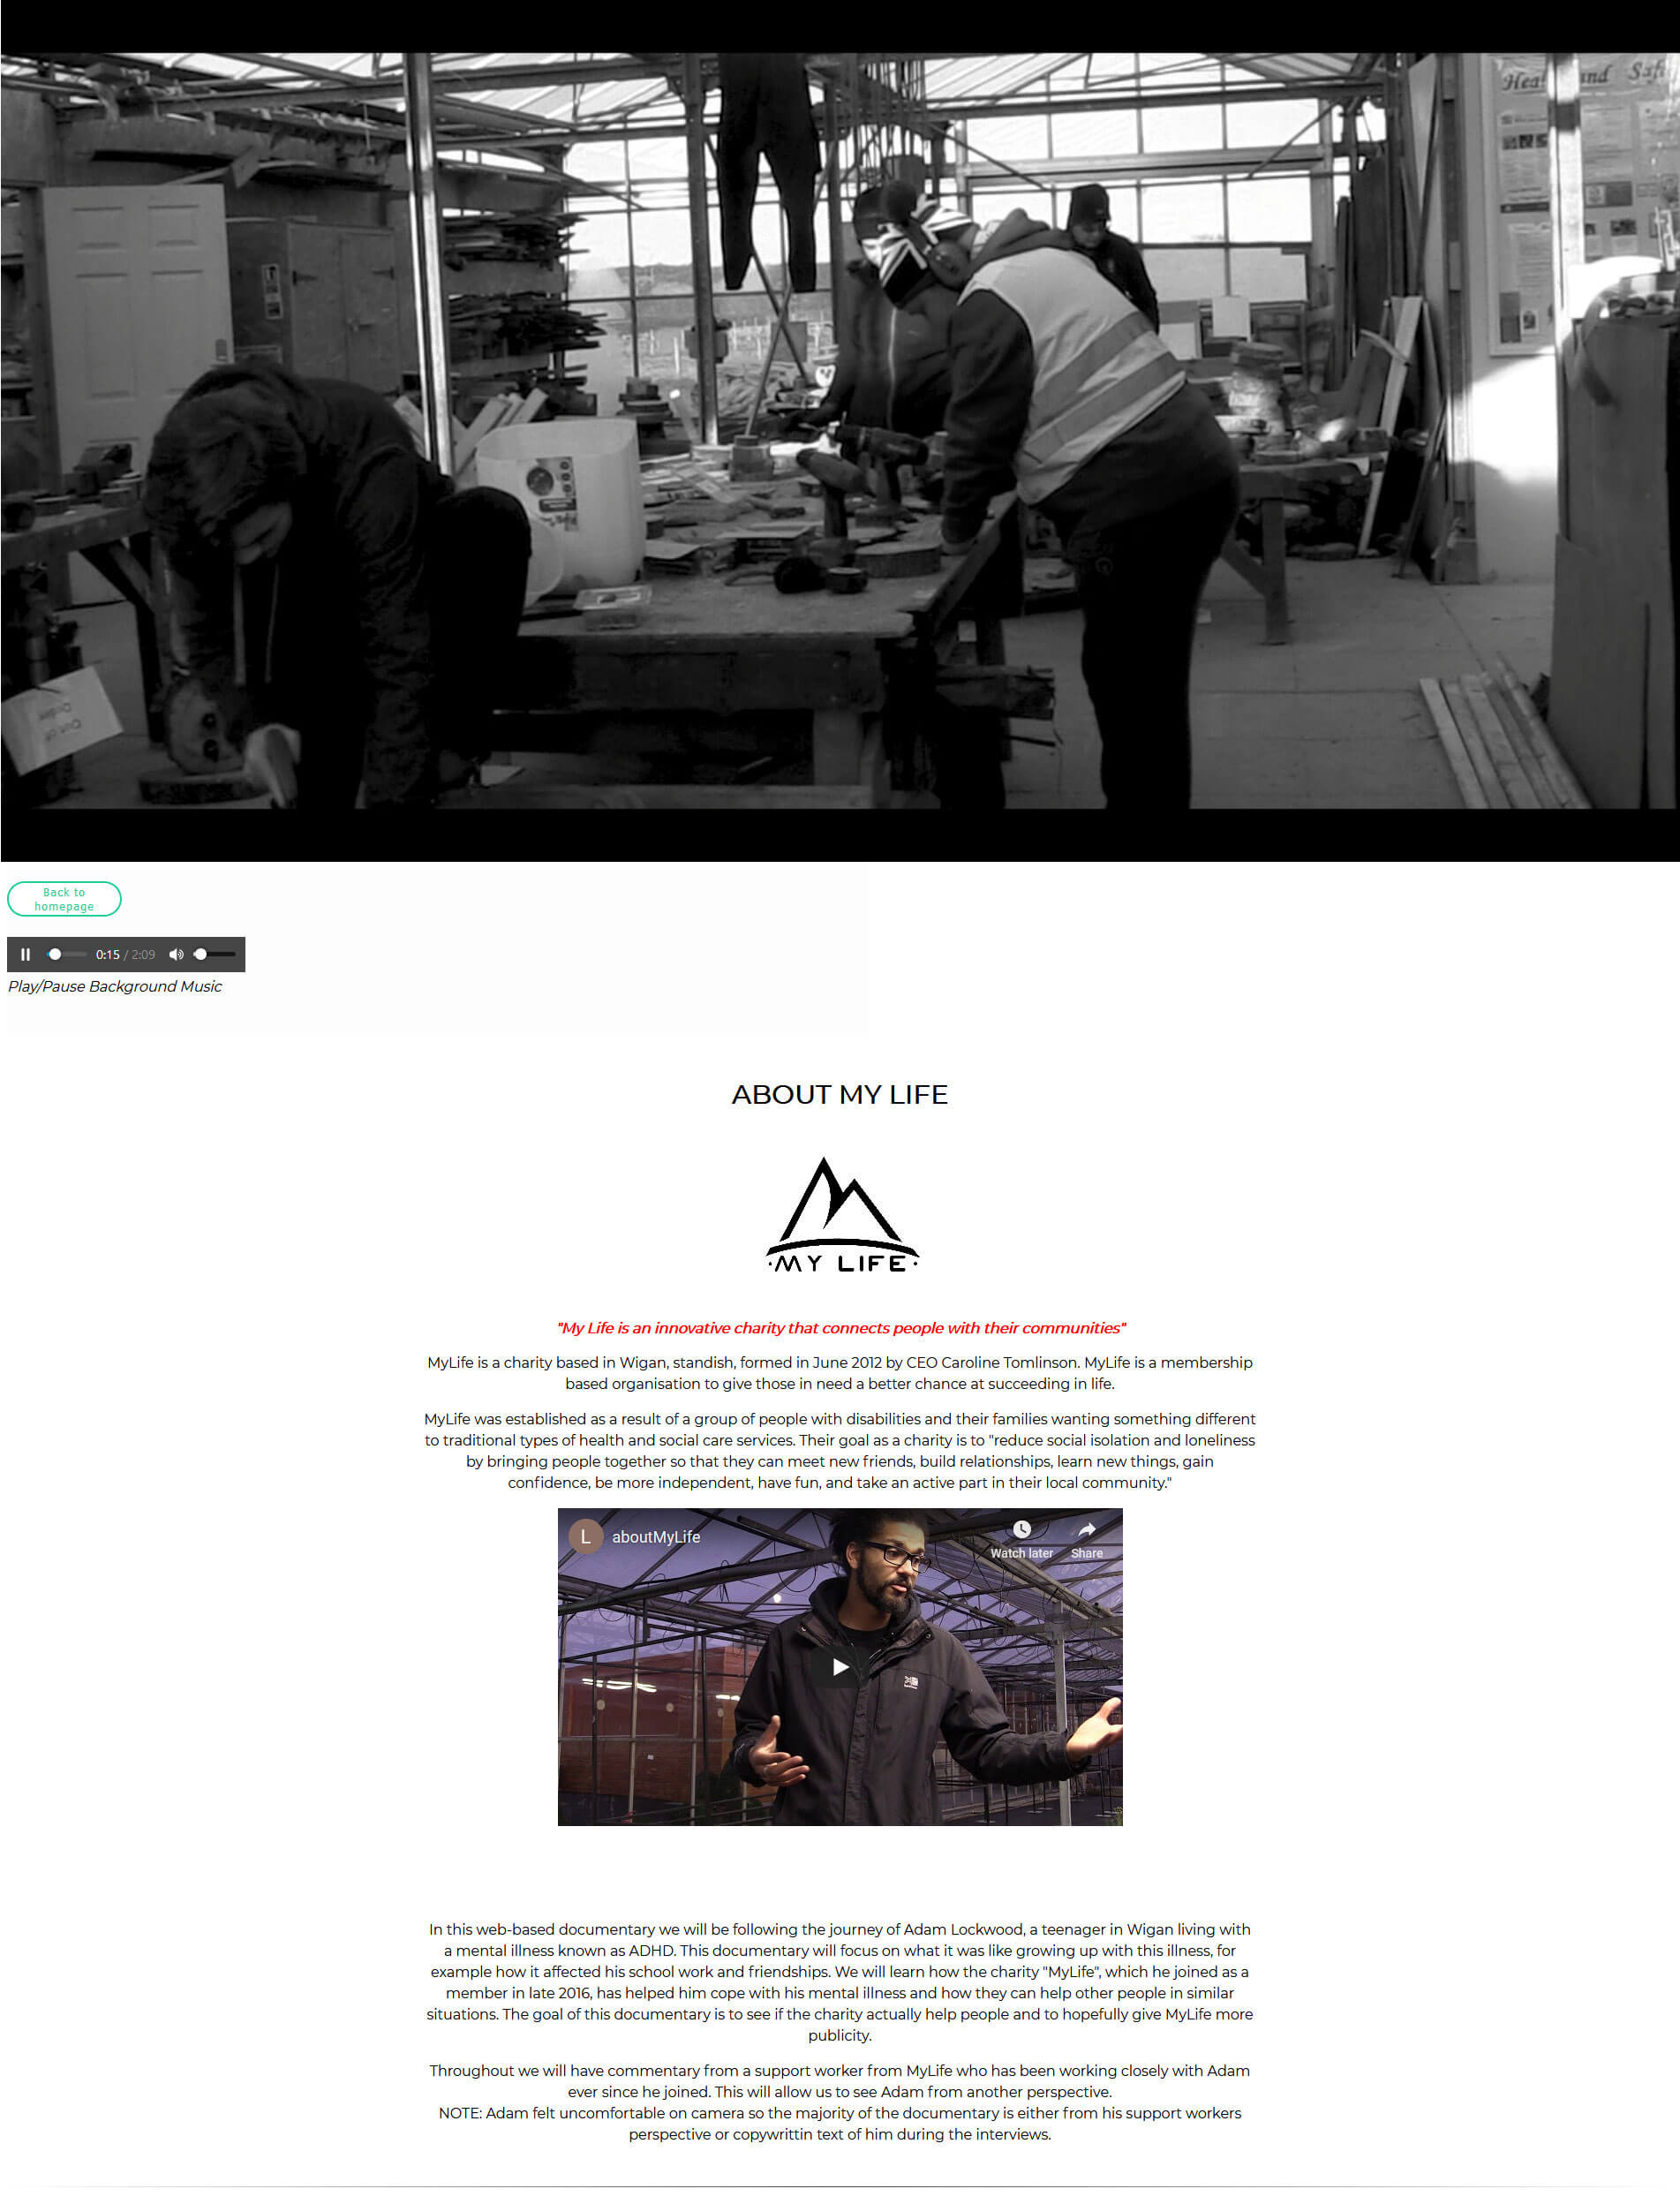 Heal and Safe
Back to
homepage
0:15 / 2:09
Play/Pause Background Music
ABOUT MY LIFE
·MY LIFE·
"My Life is an innovative charity that connects people with their communities"
MyLife is a charity based in Wigan, standish, formed in June 2012 by CEO Caroline Tomlinson. MyLife is a membership
based organisation to give those in need a better chance at succeeding in life.
MyLife was established as a result of a group of people with disabilities and their families wanting something different
to traditional types of health and social care services. Their goal as a charity is to "reduce social isolation and loneliness
by bringing people together so that they can meet new friends, build relationships, learn new things, gain
confidence, be more independent, have fun, and take an active part in their local community."
L aboutMyLife
Watch later Share
In this web-based documentary we will be following the journey of Adam Lockwood, a teenager in Wigan living with
a mental illness known as ADHD. This documentary will focus on what it was like growing up with this illness, for
example how it affected his school work and friendships. We will learn how the charity "MyLife", which he joined as a
member in late 2016, has helped him cope with his mental illness and how they can help other people in similar
situations. The goal of this documentary is to see if the charity actually help people and to hopefully give MyLife more
publicity.
Throughout we will have commentary from a support worker from MyLife who has been working closely with Adam
ever since he joined. This will allow us to see Adam from another perspective.
NOTE: Adam felt uncomfortable on camera so the majority of the documentary is either from his support workers
perspective or copywrittin text of him during the interviews.